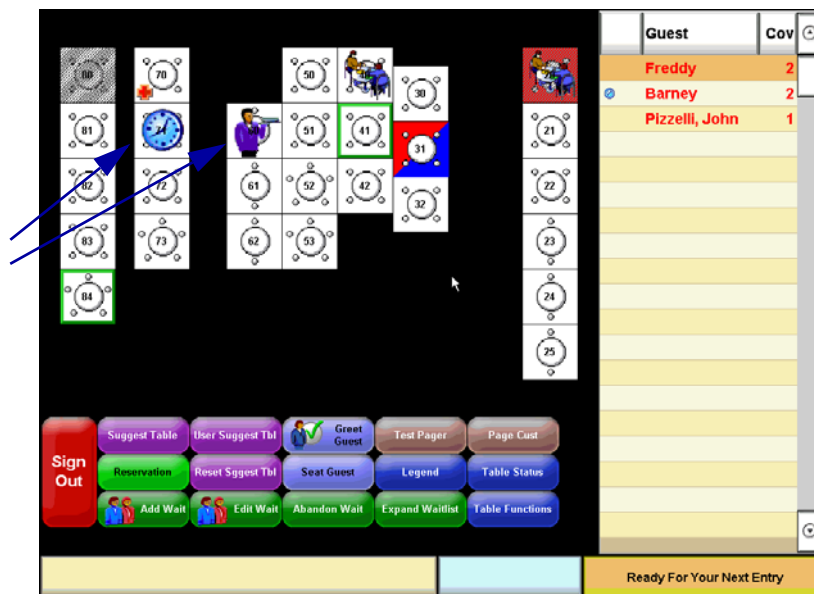 Guest Cov
Freddy 2
Barney 2
Pizzelli, John 1
70 50 30
81 51 41 31 21
82 72 61 52 42 32 22
83 73 62 53 23
84 24
25
Sign Out
Suggest Table User Suggest Tbl Greet Guest Test Pager Page Cust
Reservation Reset Sggest Tbl Seat Guest Legend Table Status
Add Wait Edit Wait Abandon Wait Expand Waitlist Table Functions
Ready For Your Next Entry